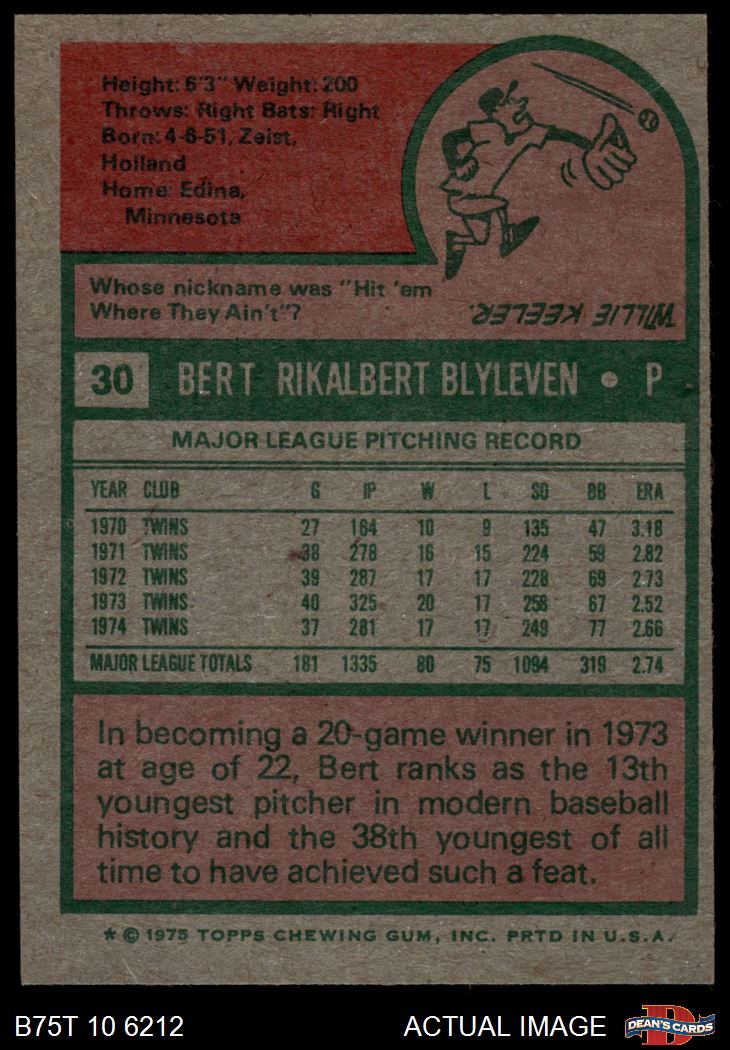 Height: 6'3" Weight: 200
Throws: Right Bats: Right
Born: 4-6-51, Zeist,
Holland
Home: Edina,
Minnesota
Whose nickname was "Hit 'em
Where They Ain't"?
WILLIE KEELER.
30 BERT RIKALBERT BLYLEVEN • P
MAJOR LEAGUE PITCHING RECORD
YEAR CLUB G IP W L SO BB ERA
1970 TWINS 27 164 10 9 135 47 3.18
1971 TWINS 38 278 16 15 224 59 2.82
1972 TWINS 39 287 17 17 228 69 2.73
1973 TWINS 40 325 20 17 258 67 2.52
1974 TWINS 37 281 17 17 249 77 2.66
MAJOR LEAGUE TOTALS 181 1335 80 75 1094 319 2.74
In becoming a 20-game winner in 1973
at age of 22, Bert ranks as the 13th
youngest pitcher in modern baseball
history and the 38th youngest of all
time to have achieved such a feat.
* © 1975 TOPPS CHEWING GUM, INC. PRTD IN U.S.A.
B75T 10 6212 ACTUAL IMAGE D DEAN'S CARDS